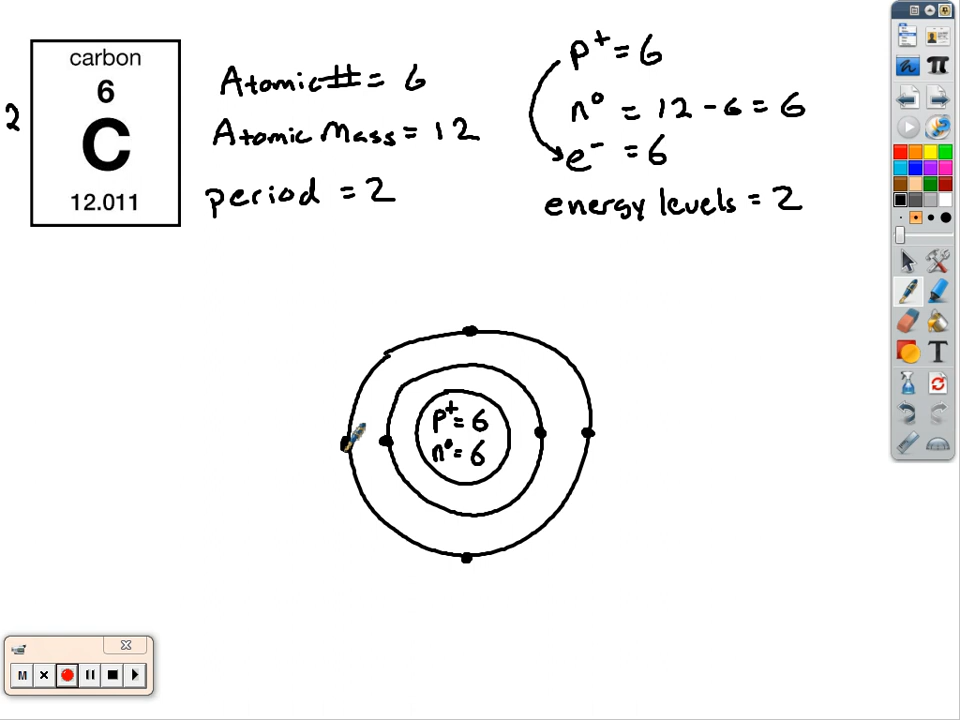 carbon
6
C
12.011
2
Atomic # = 6
Atomic Mass = 12
period = 2
p+ = 6
n° = 12 - 6 = 6
e- = 6
energy levels = 2
p+ = 6
n° = 6
π
T
M